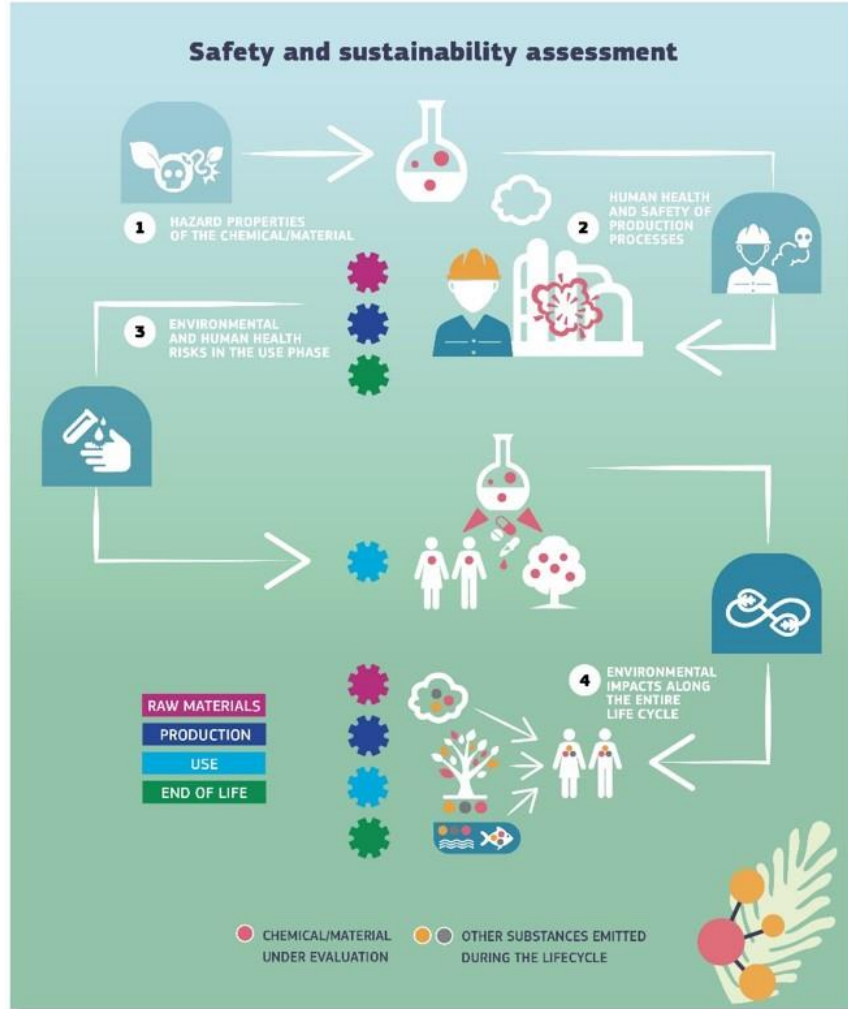 Safety and sustainability assessment
1
HAZARD PROPERTIES
OF THE CHEMICAL/MATERIAL
2
HUMAN HEALTH
AND SAFETY OF
PRODUCTION
PROCESSES
3
ENVIRONMENTAL
AND HUMAN HEALTH
RISKS IN THE USE PHASE
4
ENVIRONMENTAL
IMPACTS ALONG
THE ENTIRE
LIFE CYCLE
RAW MATERIALS
PRODUCTION
USE
END OF LIFE
CHEMICAL/MATERIAL
UNDER EVALUATION
OTHER SUBSTANCES EMITTED
DURING THE LIFECYCLE